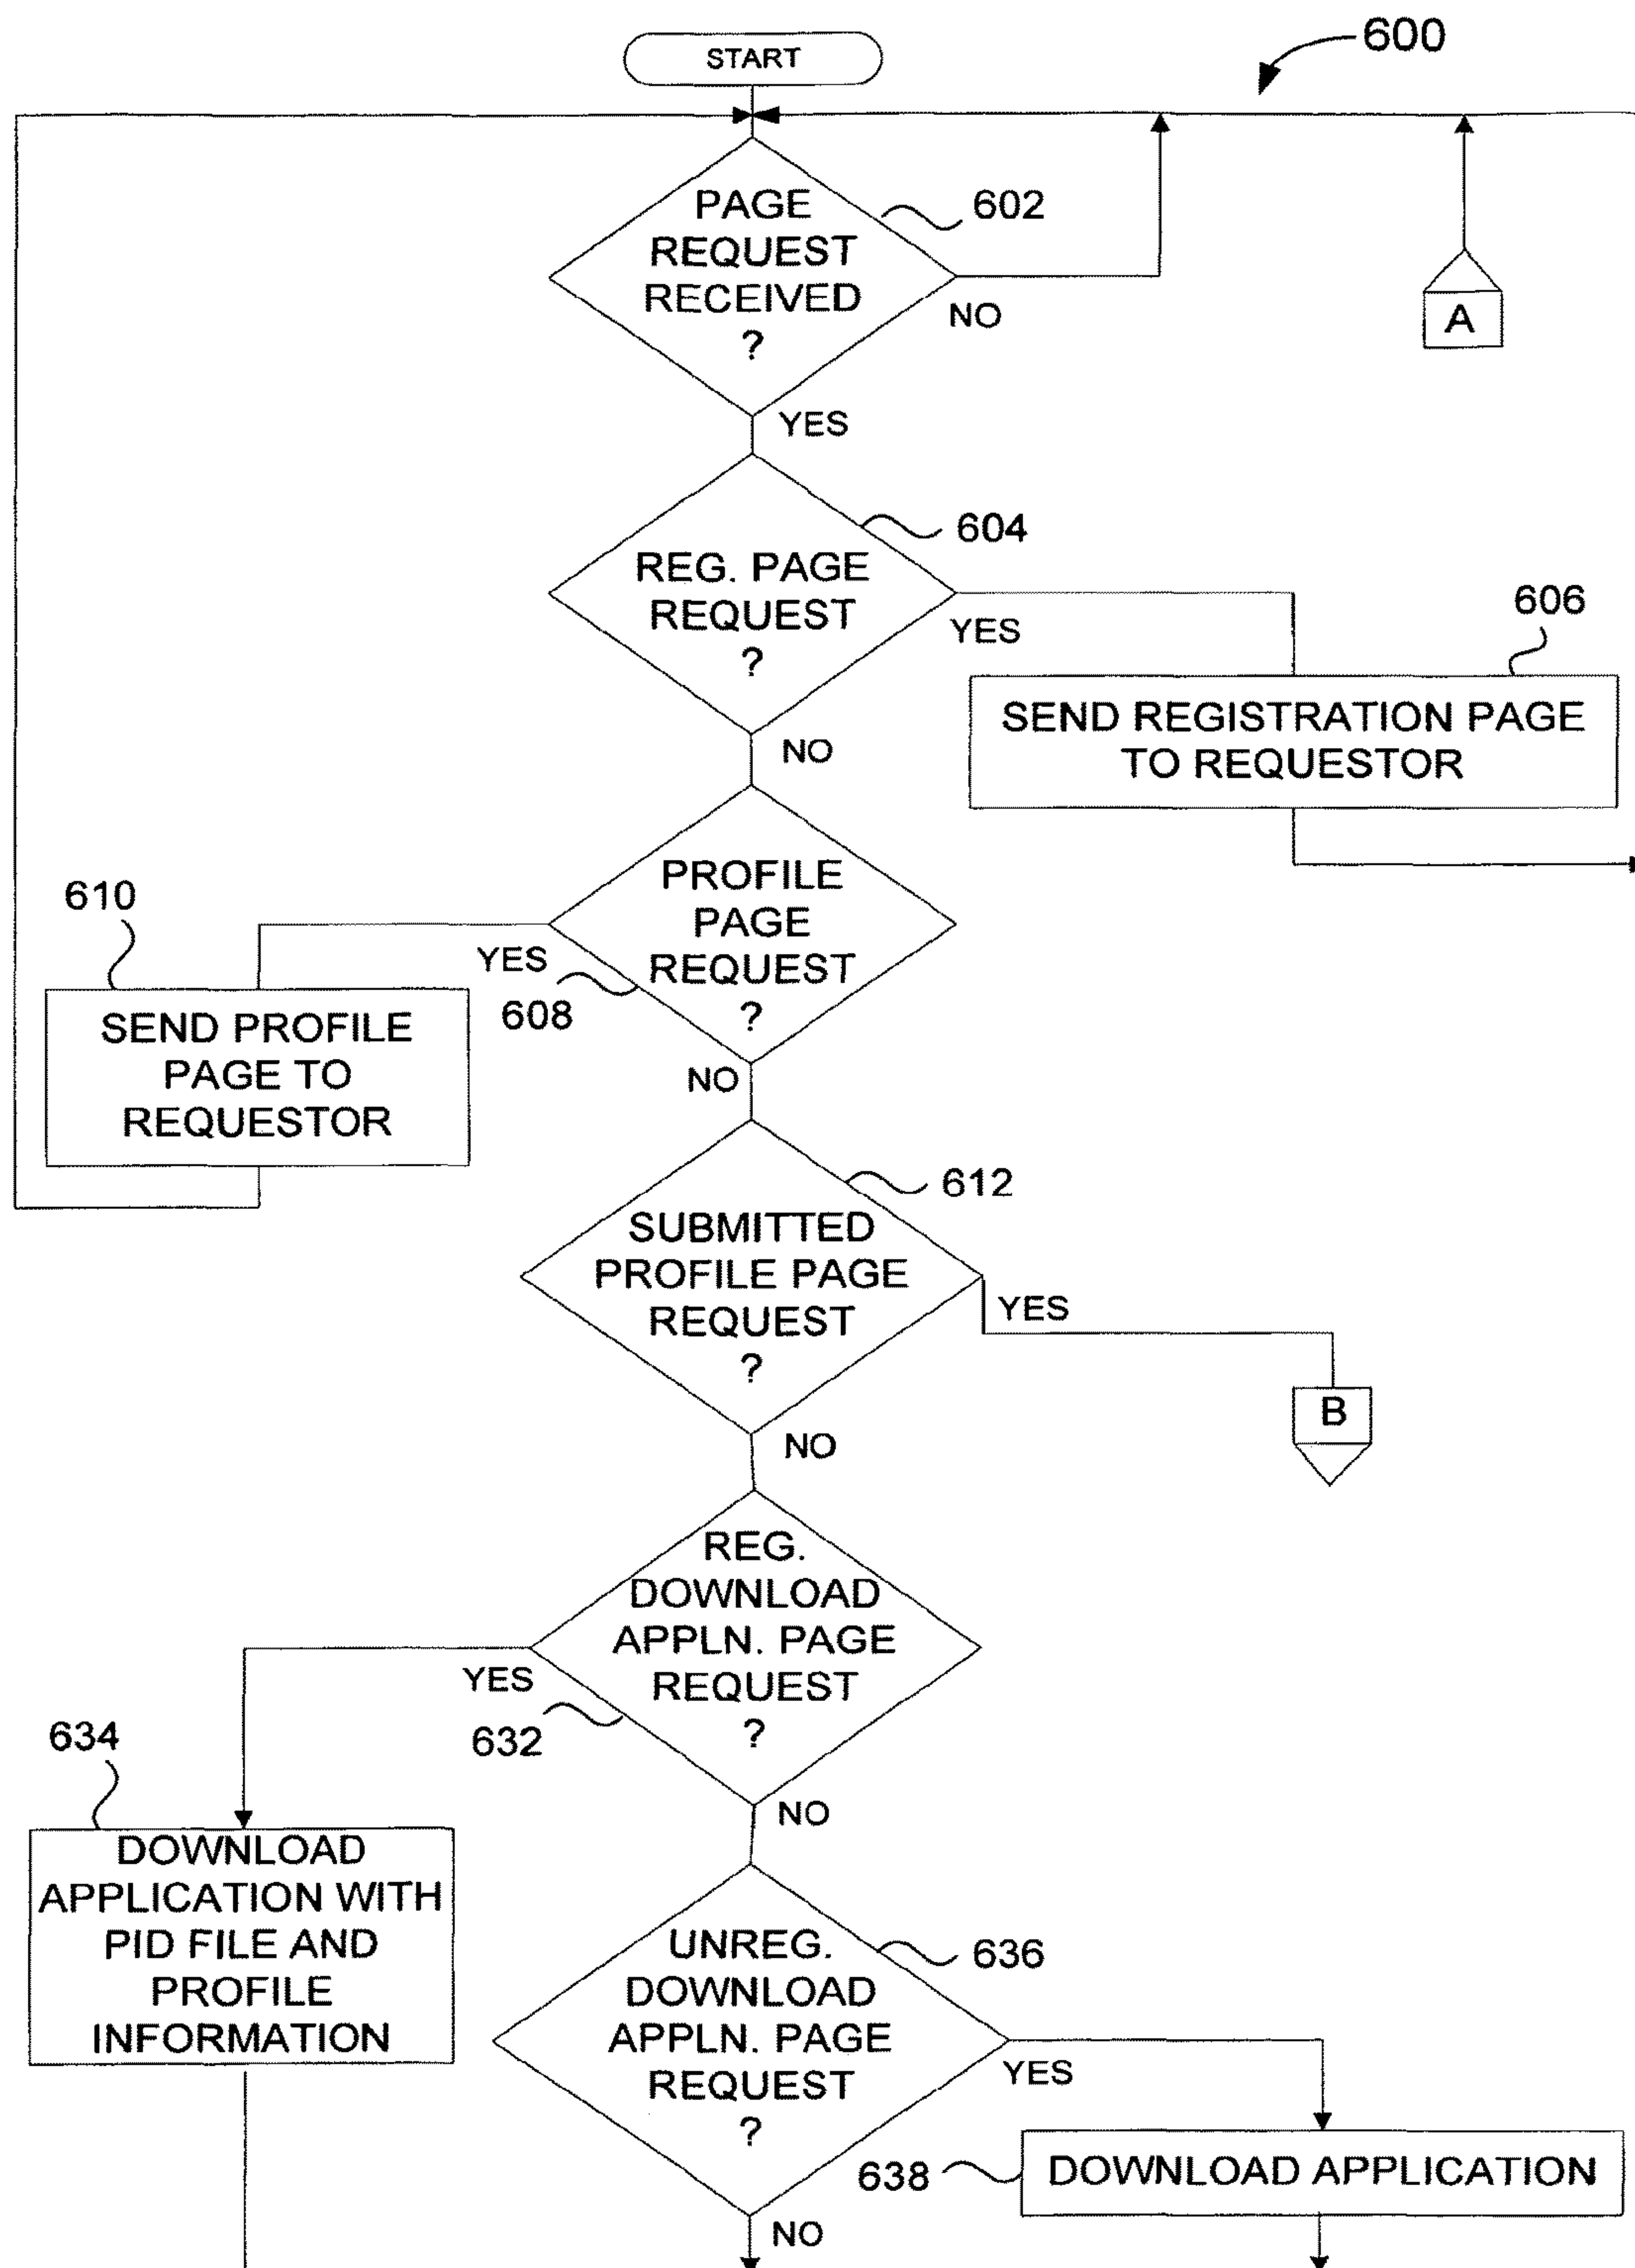 START
600
PAGE
REQUEST
RECEIVED
?
602
NO
A
YES
604
REG. PAGE
REQUEST
?
YES
606
SEND REGISTRATION PAGE
TO REQUESTOR
NO
PROFILE
PAGE
REQUEST
?
YES
608
610
SEND PROFILE
PAGE TO
REQUESTOR
NO
612
SUBMITTED
PROFILE PAGE
REQUEST
?
YES
B
NO
REG.
DOWNLOAD
APPLN. PAGE
REQUEST
?
YES
632
634
DOWNLOAD
APPLICATION WITH
PID FILE AND
PROFILE
INFORMATION
NO
UNREG.
DOWNLOAD
APPLN. PAGE
REQUEST
?
636
YES
638
DOWNLOAD APPLICATION
NO